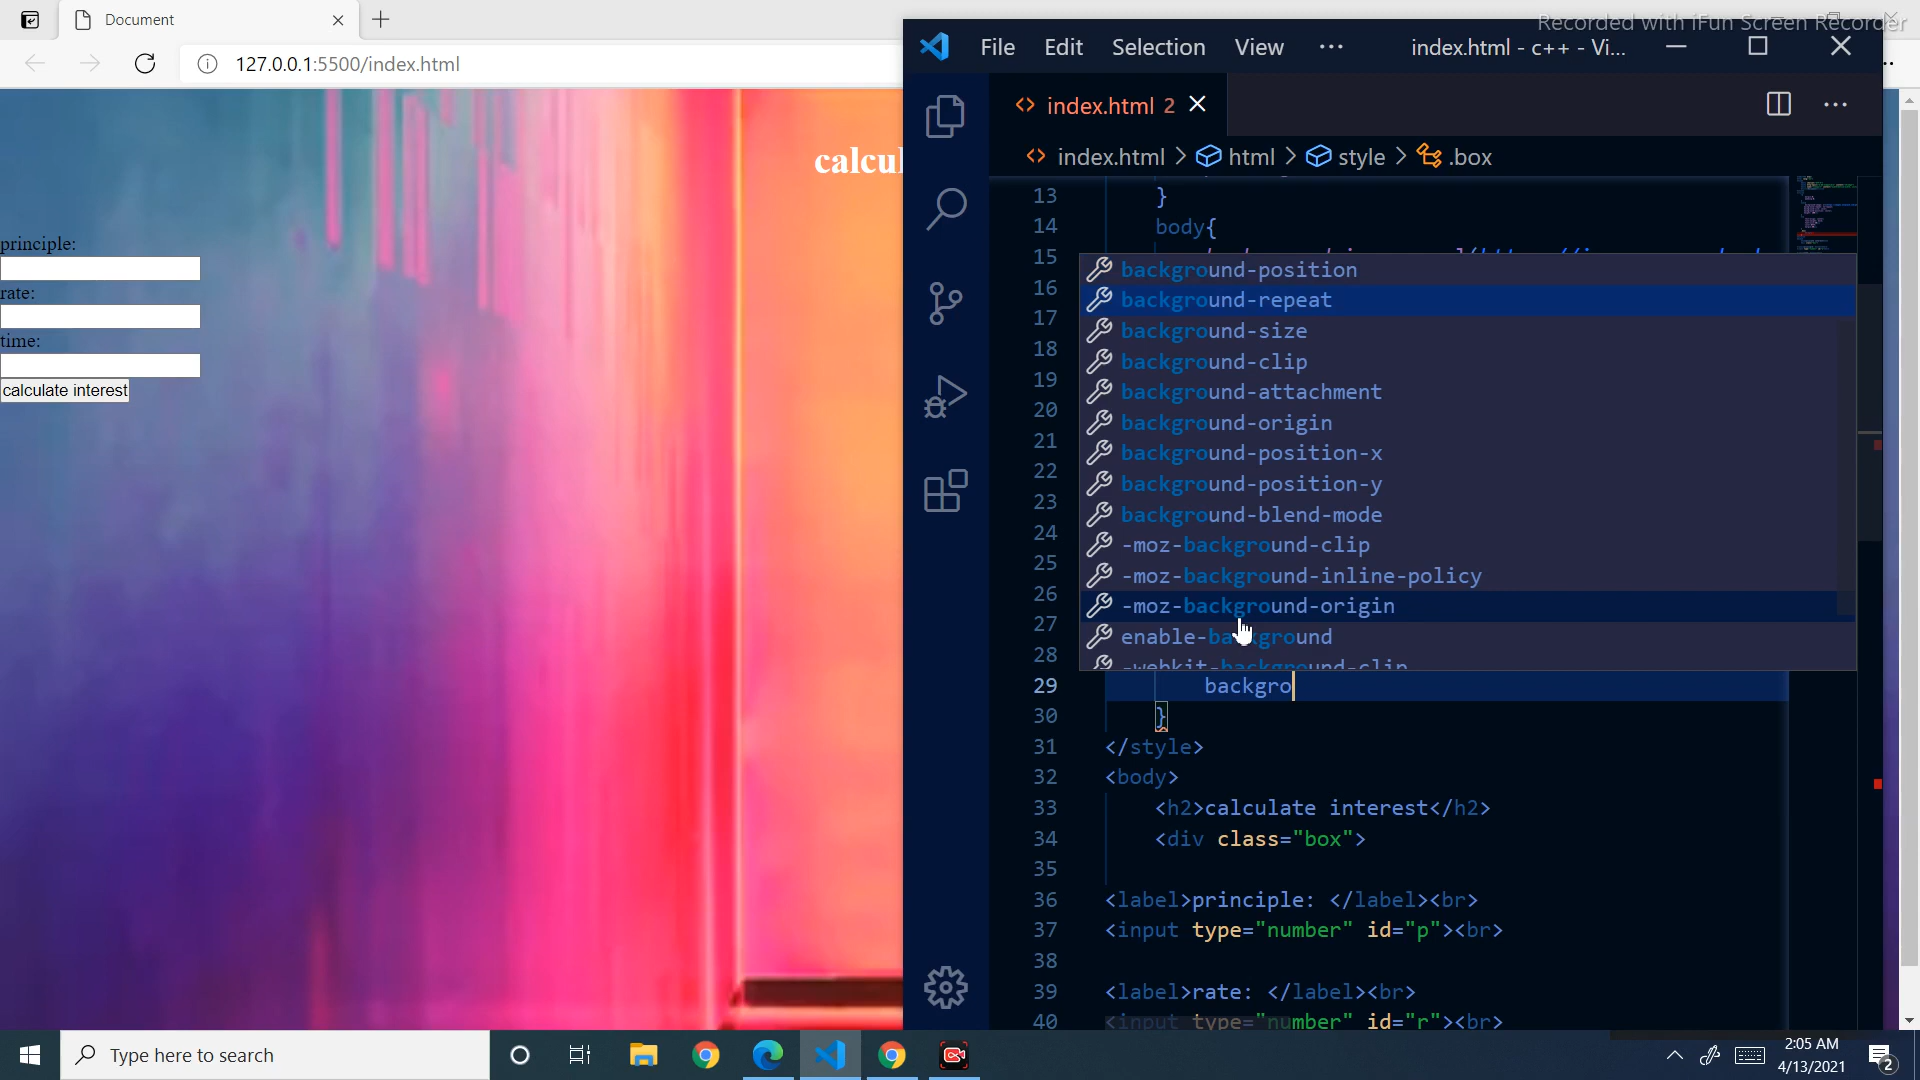 Document
127.0.0.1:5500/index.html
calcul
principle:
rate:
time:
calculate interest
Recorded with iFun Screen Recorder
File Edit Selection View ··· index.html - c++ - Vi...
index.html 2
index.html > html > style > .box
13 }
14 body{
15
16
17
18
19
20
21
22
23
24
25
26
27
28
background-position
background-repeat
background-size
background-clip
background-attachment
background-origin
background-position-x
background-position-y
background-blend-mode
-moz-background-clip
-moz-background-inline-policy
-moz-background-origin
enable-background
-webkit-background-clip
29 backgro
30 }
31 </style>
32 <body>
33 <h2>calculate interest</h2>
34 <div class="box">
35
36 <label>principle: </label><br>
37 <input type="number" id="p"><br>
38
39 <label>rate: </label><br>
40 <input type="number" id="r"><br>
Type here to search
2:05 AM
4/13/2021
2